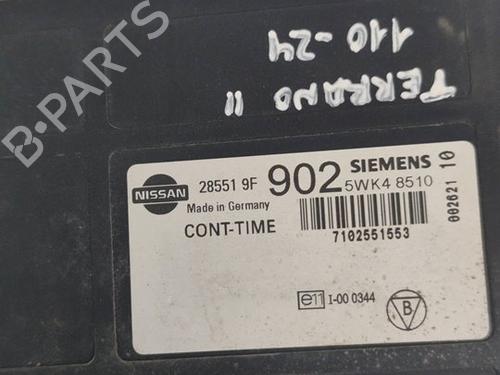 B-PARTS
TERRANO II
110-24
NISSAN
28551 9F 902 SIEMENS
5WK4 8510
Made in Germany
CONT-TIME
7102551553
002621 10
e11 I-00 0344
B